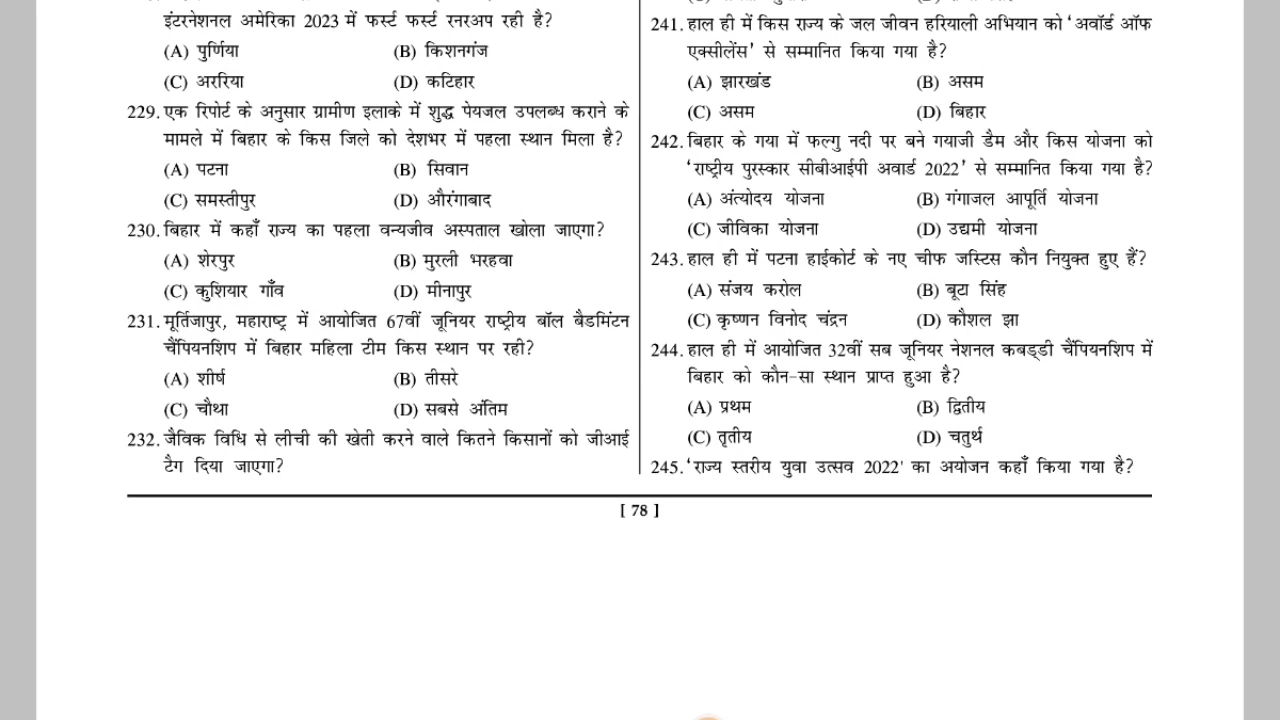 इंटरनेशनल अमेरिका 2023 में फर्स्ट फर्स्ट रनरअप रही है?
(A) पुर्णिया (B) किशनगंज
(C) अररिया (D) कटिहार
229. एक रिपोर्ट के अनुसार ग्रामीण इलाके में शुद्ध पेयजल उपलब्ध कराने के
मामले में बिहार के किस जिले को देशभर में पहला स्थान मिला है?
(A) पटना (B) सिवान
(C) समस्तीपुर (D) औरंगाबाद
230. बिहार में कहाँ राज्य का पहला वन्यजीव अस्पताल खोला जाएगा?
(A) शेरपुर (B) मुरली भरहवा
(C) कुशियार गाँव (D) मीनापुर
231. मूर्तिजापुर, महाराष्ट्र में आयोजित 67वीं जूनियर राष्ट्रीय बॉल बैडमिंटन
चैंपियनशिप में बिहार महिला टीम किस स्थान पर रही?
(A) शीर्ष (B) तीसरे
(C) चौथा (D) सबसे अंतिम
232. जैविक विधि से लीची की खेती करने वाले कितने किसानों को जीआई
टैग दिया जाएगा?
241. हाल ही में किस राज्य के जल जीवन हरियाली अभियान को ‘अवॉर्ड ऑफ
एक्सीलेंस’ से सम्मानित किया गया है?
(A) झारखंड (B) असम
(C) असम (D) बिहार
242. बिहार के गया में फल्गु नदी पर बने गयाजी डैम और किस योजना को
‘राष्ट्रीय पुरस्कार सीबीआईपी अवार्ड 2022’ से सम्मानित किया गया है?
(A) अंत्योदय योजना (B) गंगाजल आपूर्ति योजना
(C) जीविका योजना (D) उद्यमी योजना
243. हाल ही में पटना हाईकोर्ट के नए चीफ जस्टिस कौन नियुक्त हुए हैं?
(A) संजय करोल (B) बूटा सिंह
(C) कृष्णन विनोद चंद्रन (D) कौशल झा
244. हाल ही में आयोजित 32वीं सब जूनियर नेशनल कबड्डी चैंपियनशिप में
बिहार को कौन-सा स्थान प्राप्त हुआ है?
(A) प्रथम (B) द्वितीय
(C) तृतीय (D) चतुर्थ
245. ‘राज्य स्तरीय युवा उत्सव 2022' का अयोजन कहाँ किया गया है?
[ 78 ]